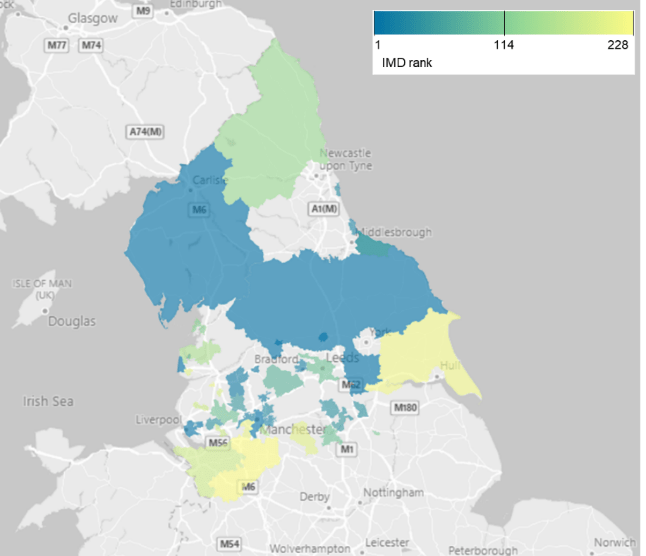 Glasgow
M9
Edinburgh
1
114
228
IMD rank
M77
M74
A74(M)
Newcastle
upon Tyne
Carlisle
M6
A1(M)
Middlesbrough
ISLE OF MAN
(UK)
Douglas
York
Bradford
Leeds
Hull
M62
Irish Sea
M180
Liverpool
Manchester
M56
M1
M6
Derby
Nottingham
M54
Wolverhampton
Leicester
Peterborough
Norwich